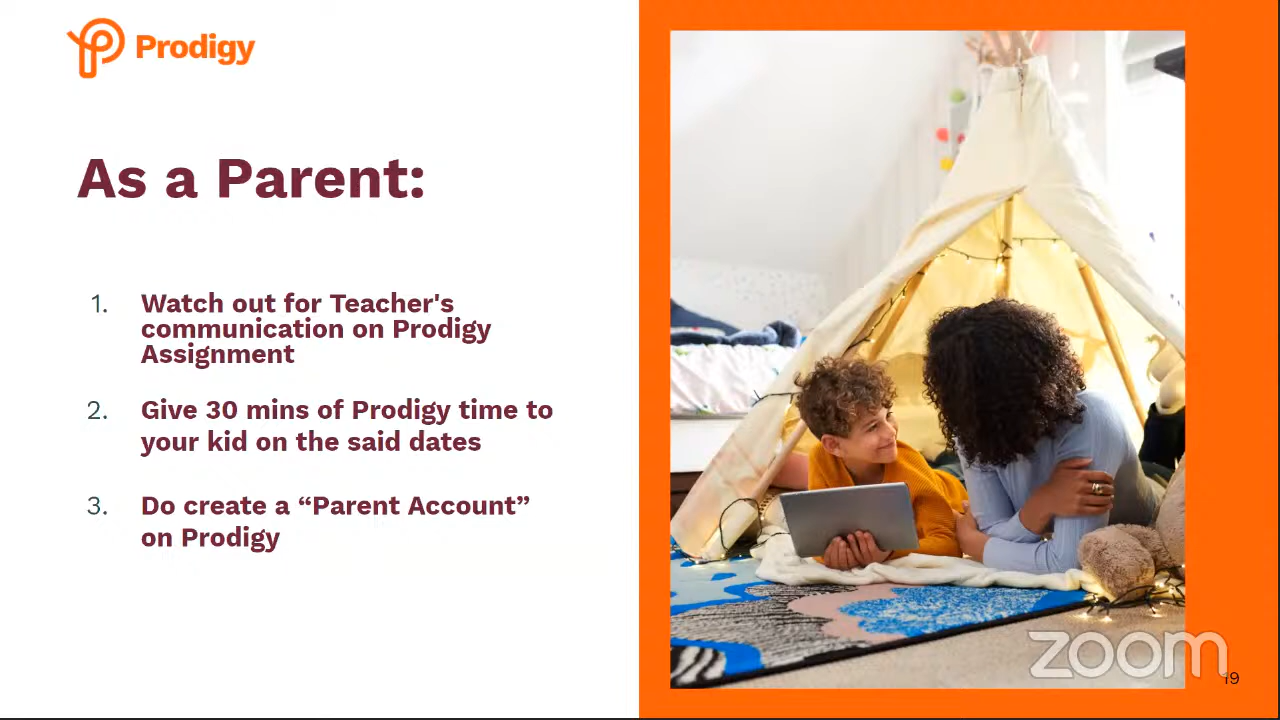 Prodigy
As a Parent:
1. Watch out for Teacher's
communication on Prodigy
Assignment
2. Give 30 mins of Prodigy time to
your kid on the said dates
3. Do create a “Parent Account”
on Prodigy
zoom
19